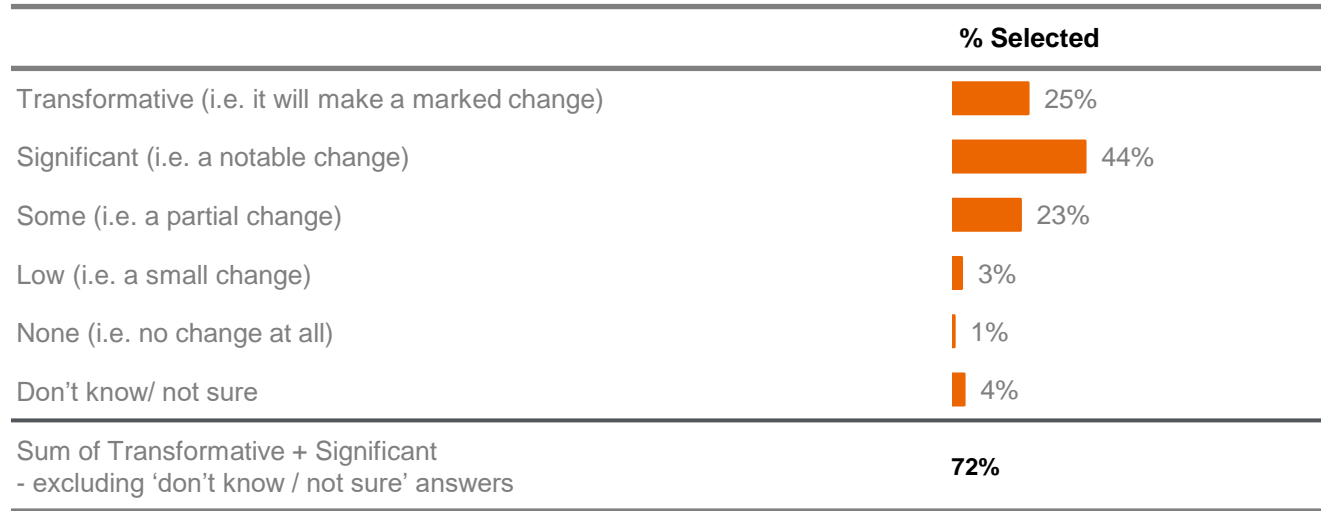 % Selected
Transformative (i.e. it will make a marked change) 25%
Significant (i.e. a notable change) 44%
Some (i.e. a partial change) 23%
Low (i.e. a small change) 3%
None (i.e. no change at all) 1%
Don’t know/ not sure 4%
Sum of Transformative + Significant
- excluding ‘don’t know / not sure’ answers
72%